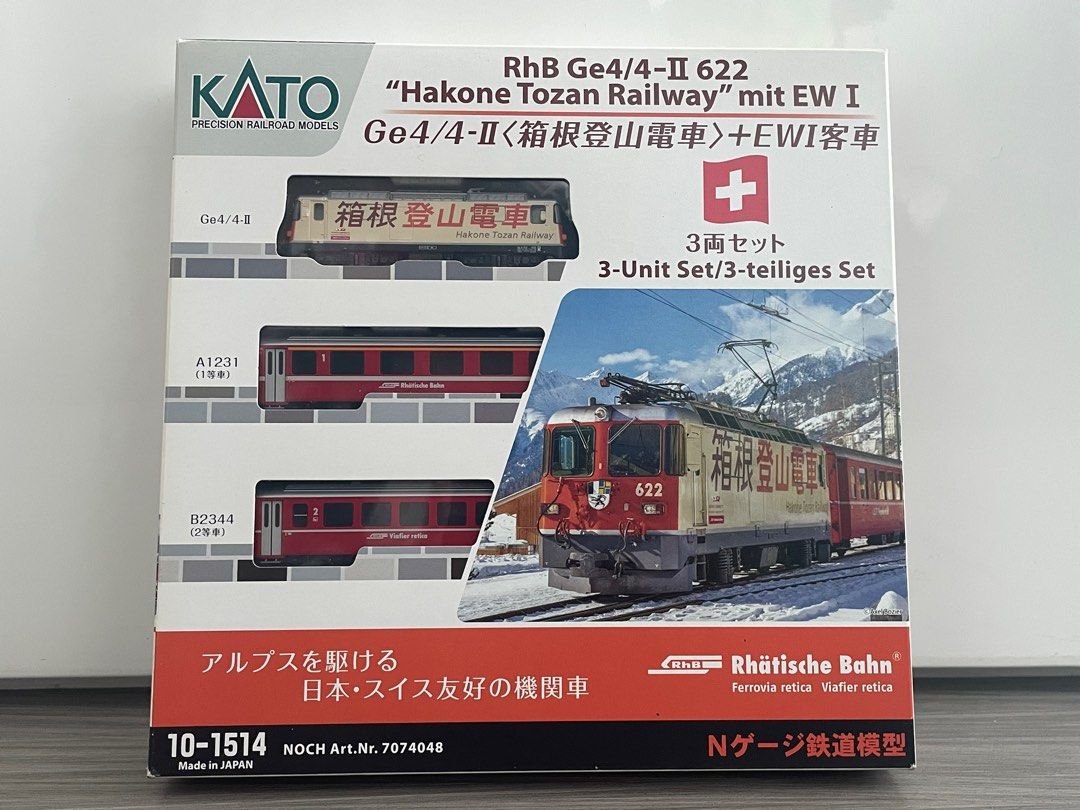 KATO
PRECISION RAILROAD MODELS
RhB Ge4/4-II 622
“Hakone Tozan Railway” mit EW I
Ge4/4-II〈箱根登山電車〉+EWI客車
3両セット
3-Unit Set/3-teiliges Set
Ge4/4-II
箱根登山電車
Hakone Tozan Railway
A1231
(1等車)
1
Rhätische Bahn
B2344
(2等車)
2
Viafier retica
箱根登山電車
Hakone Tozan Railway
622
アルプスを駆ける
日本・スイス友好の機関車
RhB Rhätische Bahn®
Ferrovia retica Viafier retica
10-1514
Made in JAPAN
NOCH Art.Nr. 7074048
Nゲージ鉄道模型